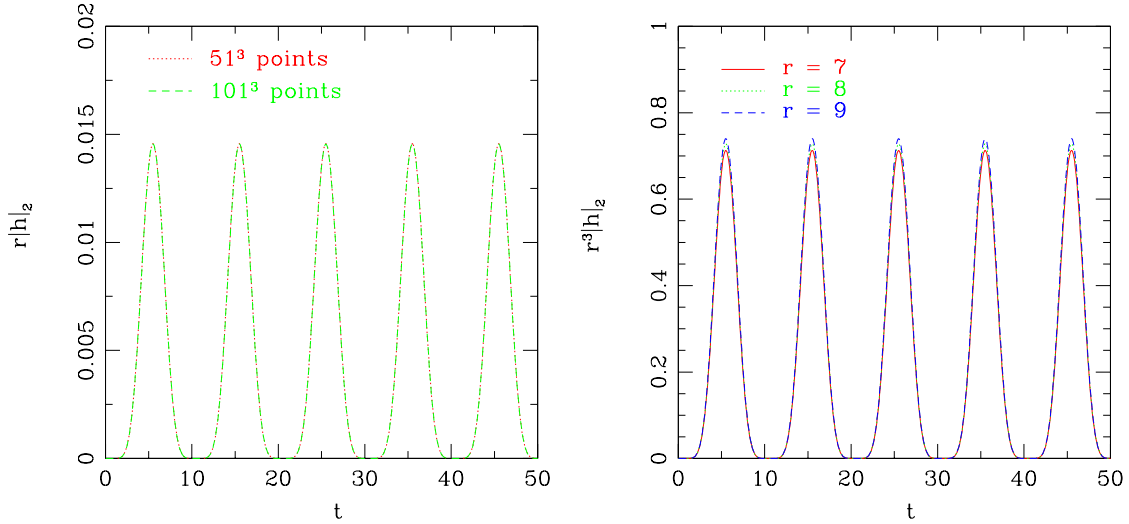 0.02
0.015
0.01
0.005
0
r|h|₂
51³ points
101³ points
0 10 20 30 40 50
t
1
0.8
0.6
0.4
0.2
0
r³|h|₂
r = 7
r = 8
r = 9
0 10 20 30 40 50
t